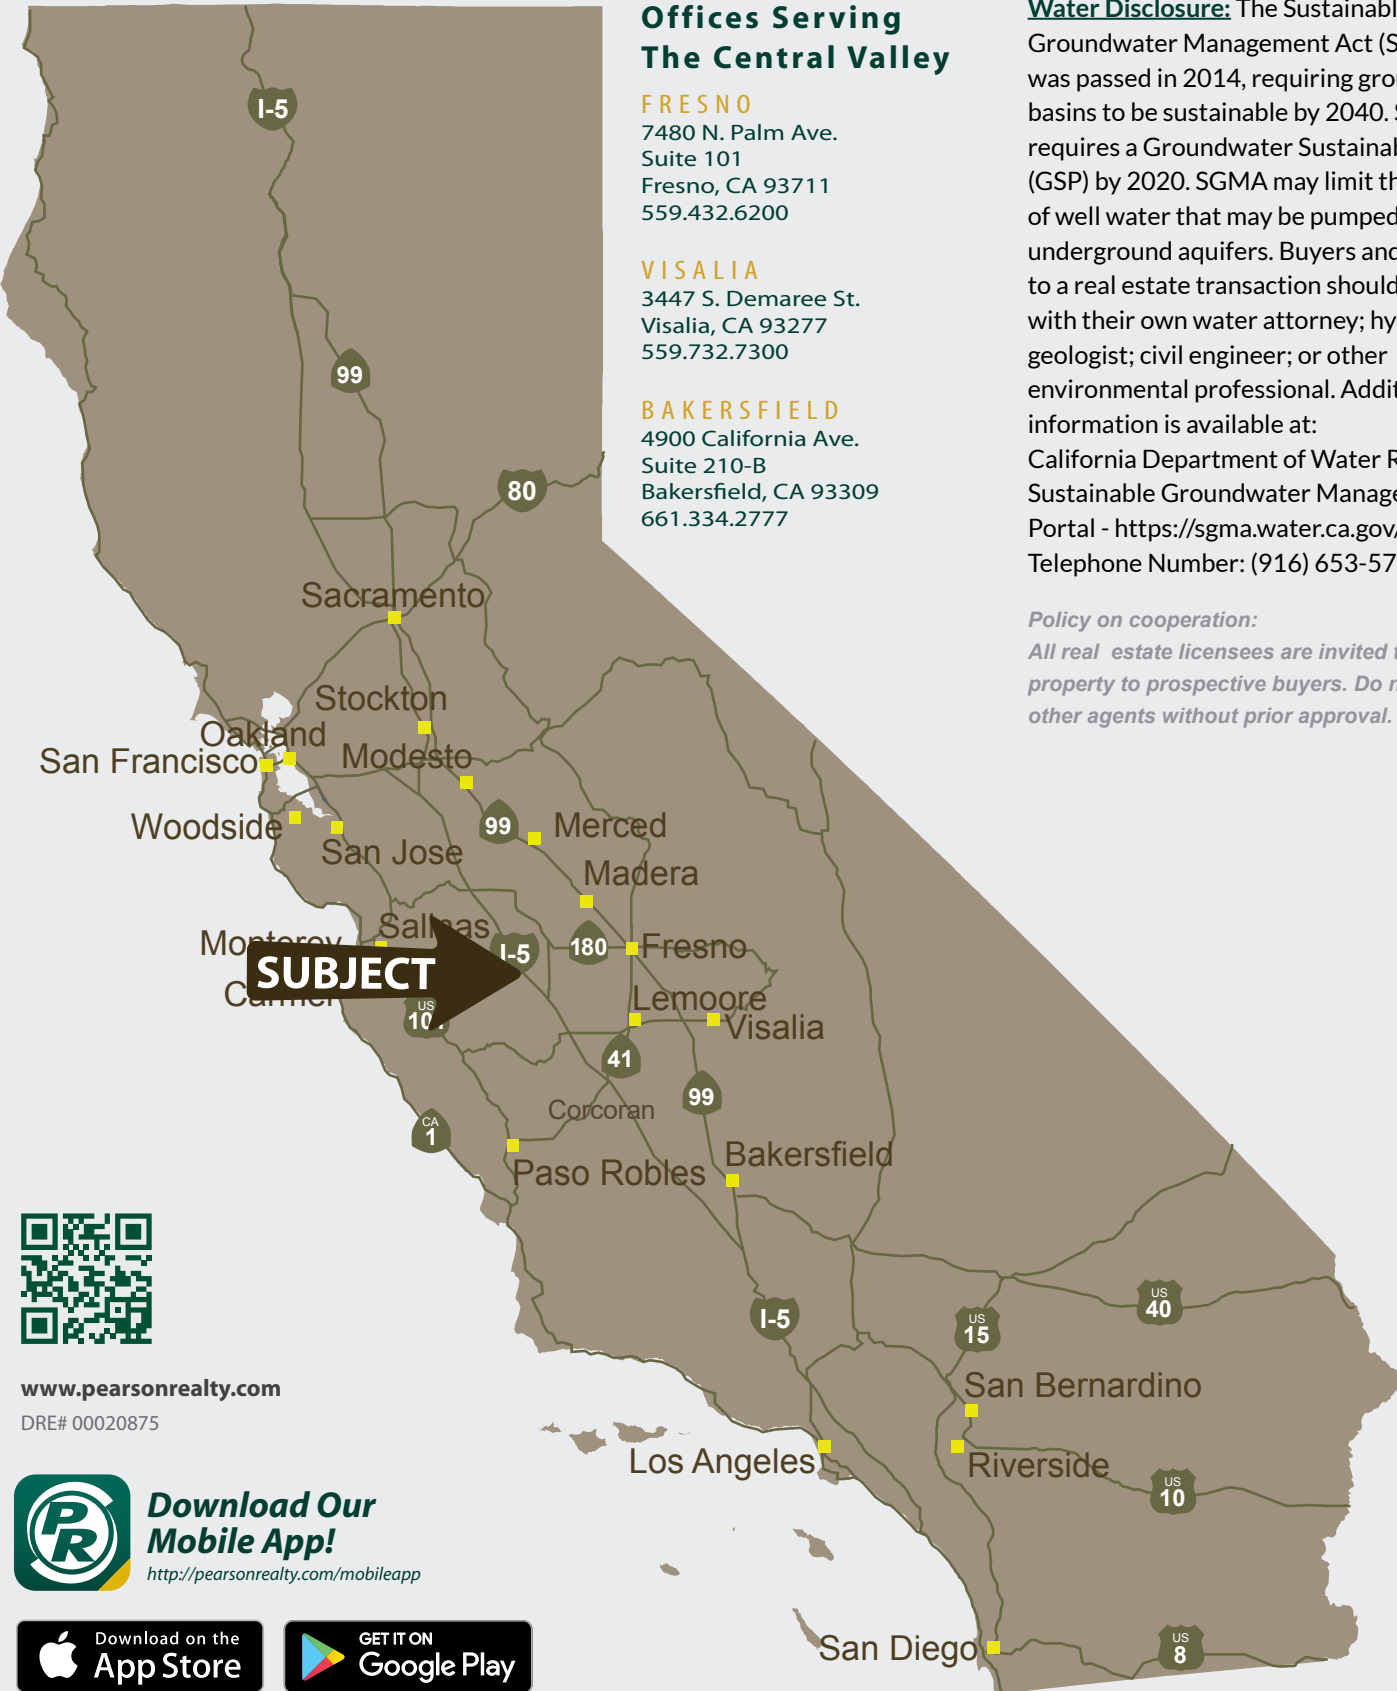 Offices Serving
The Central Valley
FRESNO
7480 N. Palm Ave.
Suite 101
Fresno, CA 93711
559.432.6200
VISALIA
3447 S. Demaree St.
Visalia, CA 93277
559.732.7300
BAKERSFIELD
4900 California Ave.
Suite 210-B
Bakersfield, CA 93309
661.334.2777
Water Disclosure: The Sustainabl
Groundwater Management Act (S
was passed in 2014, requiring grou
basins to be sustainable by 2040. S
requires a Groundwater Sustainab
(GSP) by 2020. SGMA may limit th
of well water that may be pumped
underground aquifers. Buyers and
to a real estate transaction should
with their own water attorney; hy
geologist; civil engineer; or other
environmental professional. Addit
information is available at:
California Department of Water R
Sustainable Groundwater Manage
Portal - https://sgma.water.ca.gov/
Telephone Number: (916) 653-57
Policy on cooperation:
All real estate licensees are invited t
property to prospective buyers. Do n
other agents without prior approval.
I-5
99
80
Sacramento
Stockton
Oakland
San Francisco
Modesto
Woodside
99
Merced
San Jose
Madera
Salinas
Monterey
I-5
180
Fresno
SUBJECT
Carmel
US
101
Lemoore
Visalia
41
99
Corcoran
CA
1
Paso Robles
Bakersfield
I-5
US
15
US
40
San Bernardino
Los Angeles
Riverside
US
10
San Diego
US
8
www.pearsonrealty.com
DRE# 00020875
PR
Download Our
Mobile App!
http://pearsonrealty.com/mobileapp
Download on the
App Store
GET IT ON
Google Play